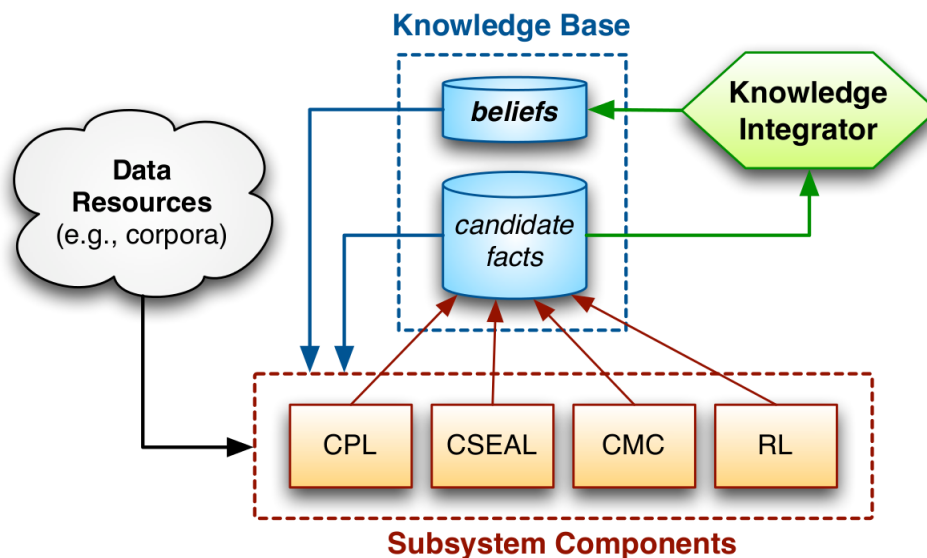 Knowledge Base
beliefs
Knowledge
Integrator
Data
Resources
(e.g., corpora)
candidate
facts
CPL
CSEAL
CMC
RL
Subsystem Components